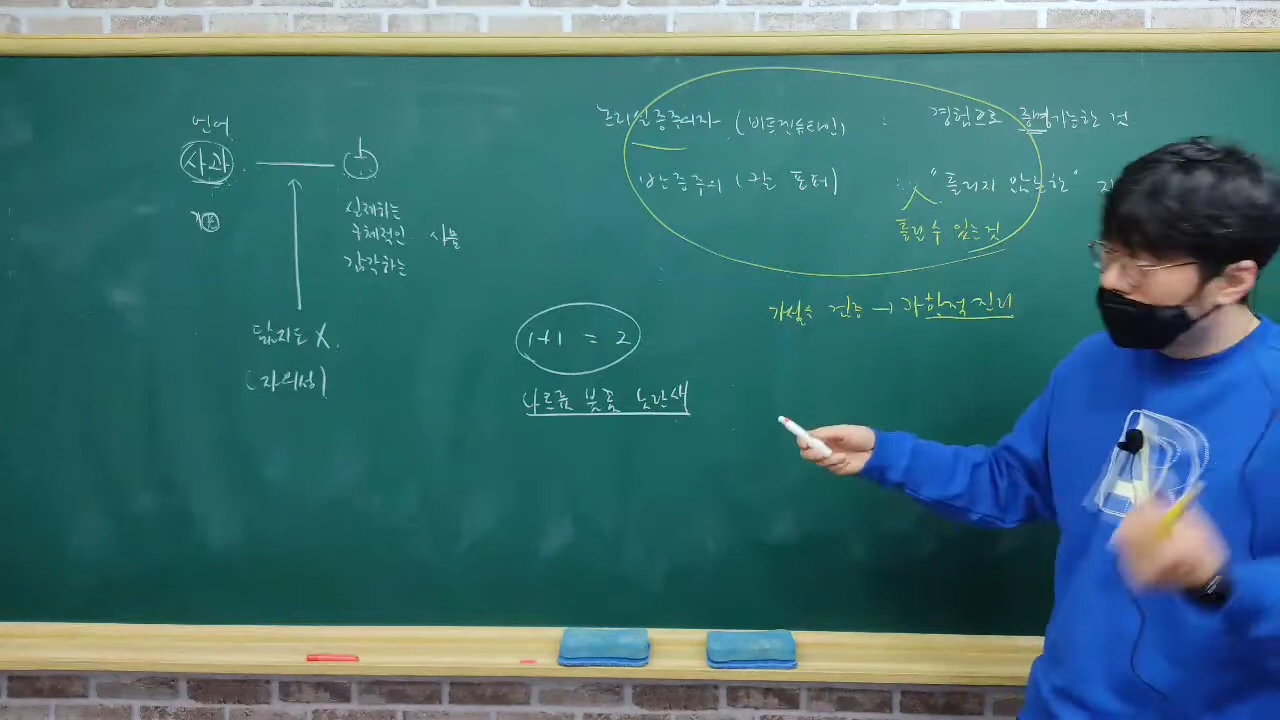 언어
사과
실재하는
구체적인 사물
감각하는
닮지도 X.
(자의성)
논리실증주의자 (비트겐슈타인) : 경험으로 증명가능한 것
반증주의 (칼 포퍼) : "틀리지 않는한"
틀릴 수 있는 것
가설 수 검증 → 과학적 진리
1+1 = 2
나르는 붓은 노란색